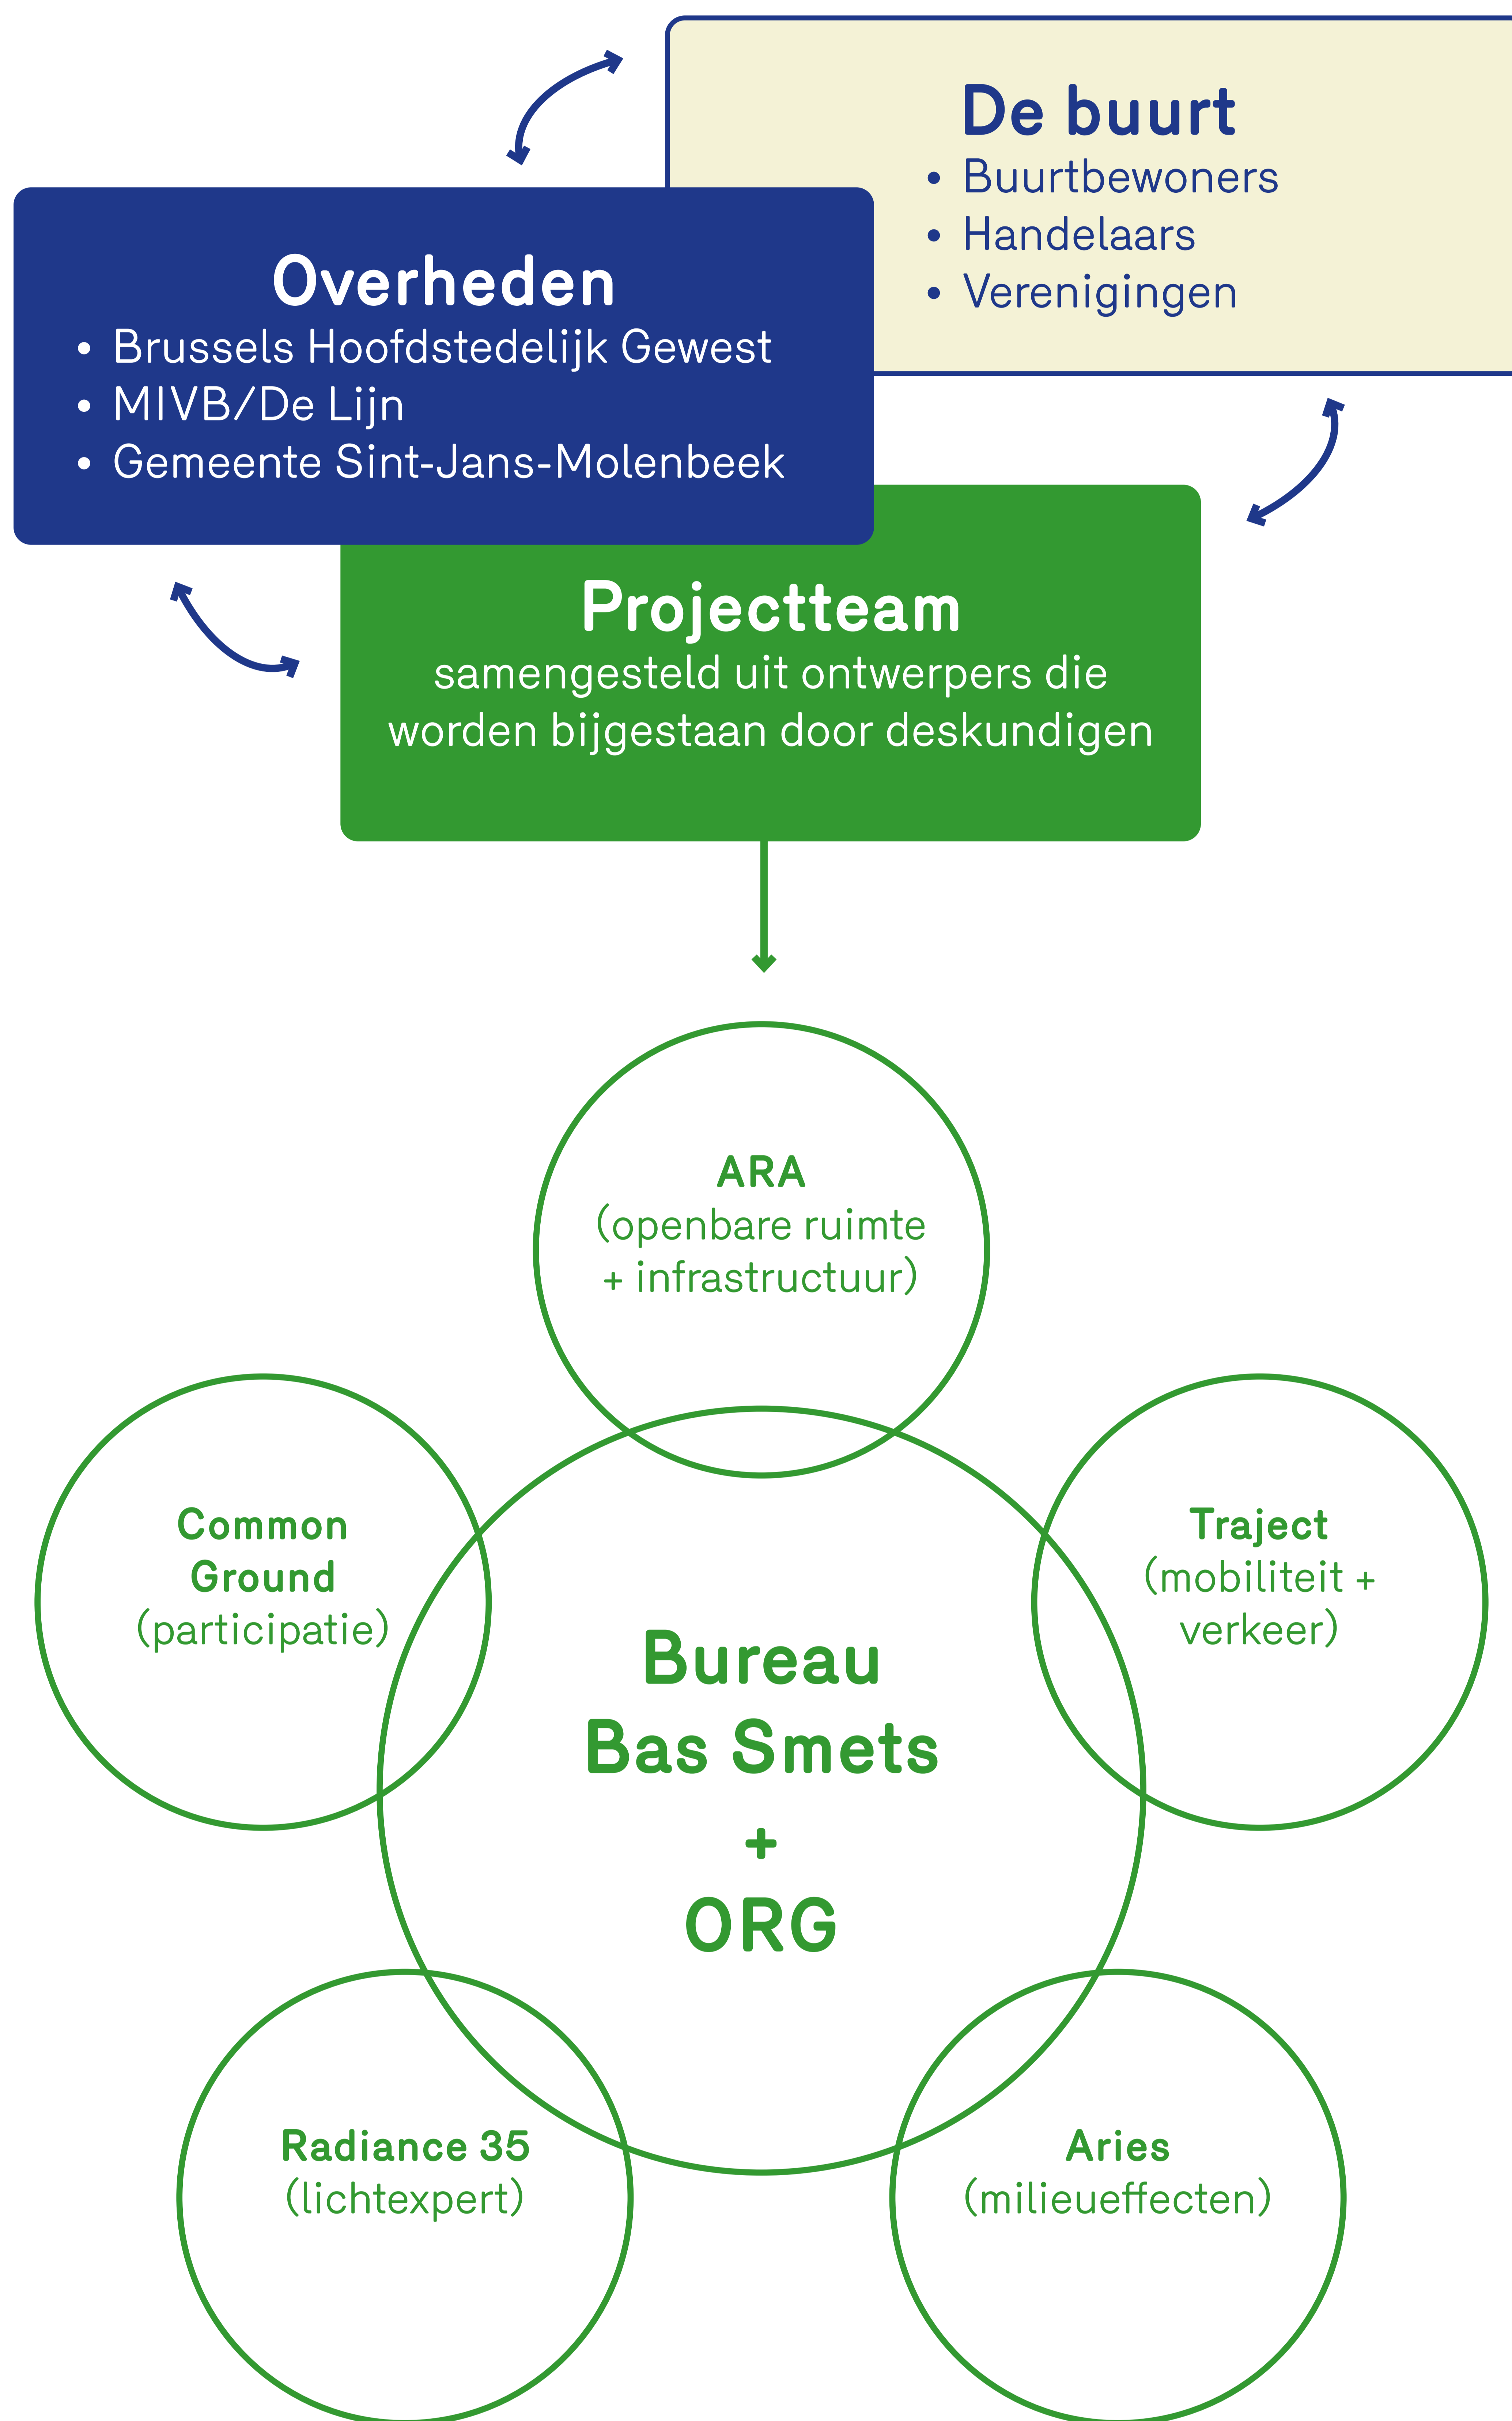 De buurt
• Buurtbewoners
• Handelaars
• Verenigingen
Overheden
• Brussels Hoofdstedelijk Gewest
• MIVB/De Lijn
• Gemeente Sint-Jans-Molenbeek
Projectteam
samengesteld uit ontwerpers die
worden bijgestaan door deskundigen
ARA
(openbare ruimte
+ infrastructuur)
Common
Ground
(participatie)
Traject
(mobiliteit +
verkeer)
Bureau
Bas Smets
+
ORG
Radiance 35
(lichtexpert)
Aries
(milieueffecten)